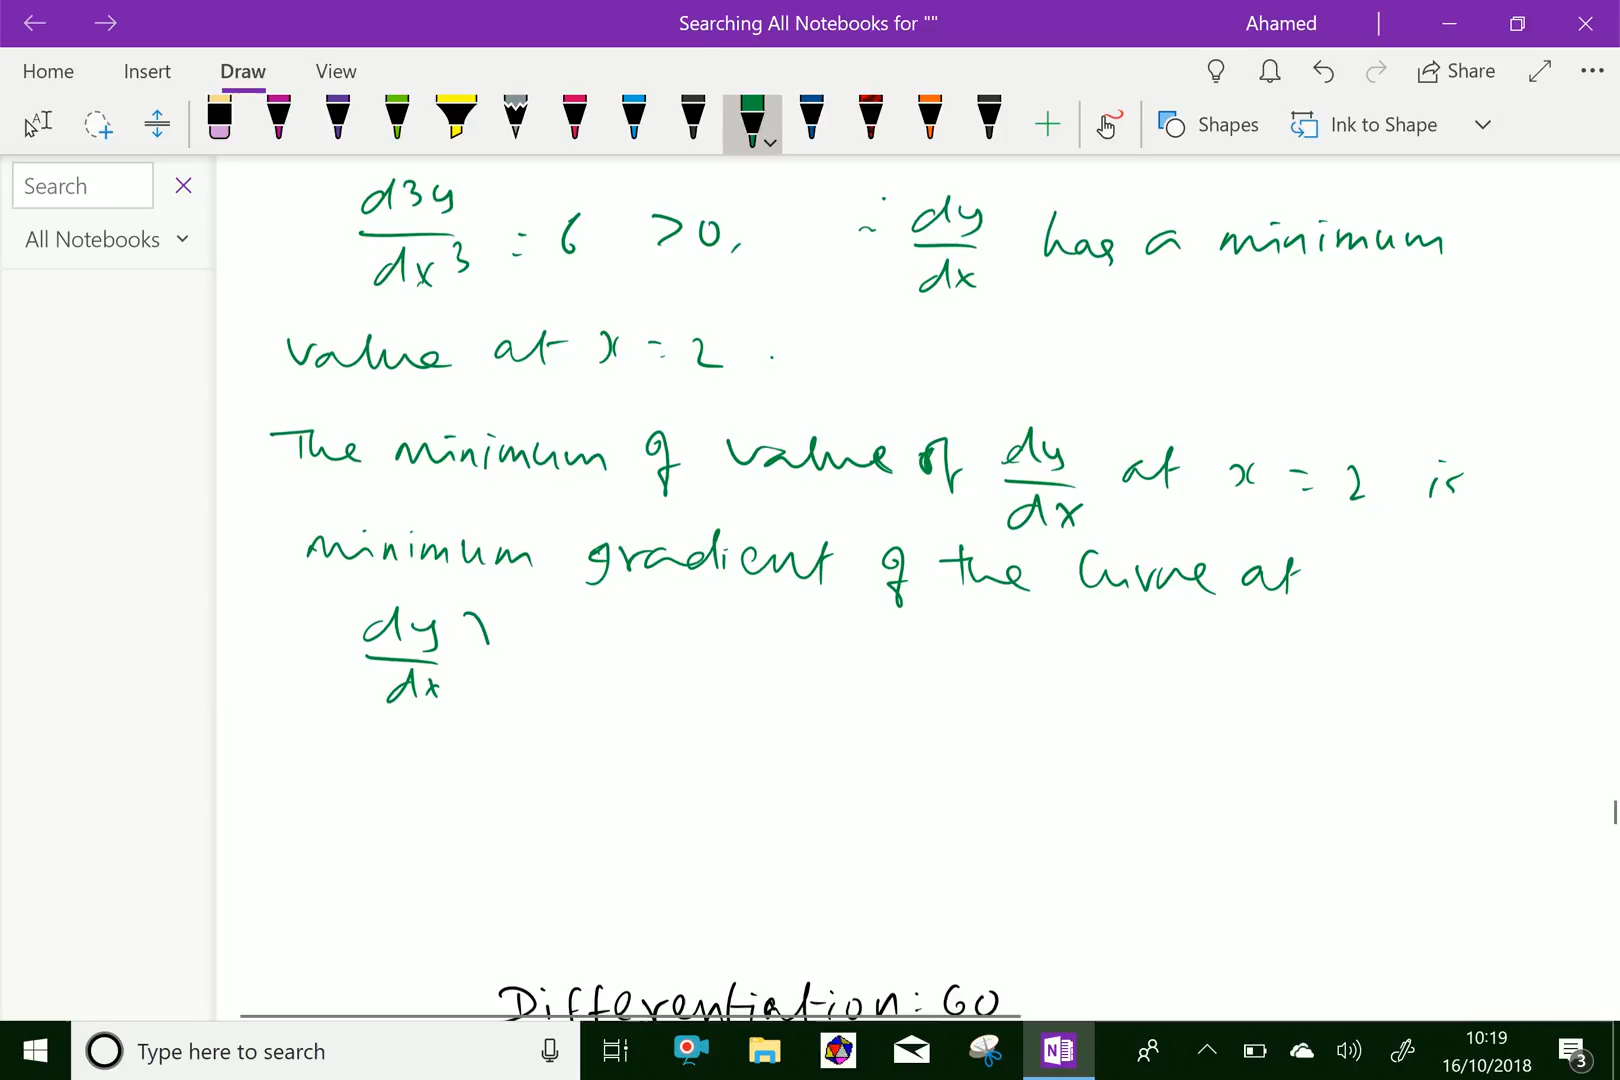 Searching All Notebooks for ""
Ahamed
Home Insert Draw View
Share
Shapes
Ink to Shape
Search
All Notebooks
d3y/dx3 = 6 >0, ∴ dy/dx has a minimum
value at x = 2 .
The minimum of value of dy/dx at x = 2 is
minimum gradient of the curve at
dy/dx )
Differentiation: 60
Type here to search
10:19
16/10/2018
3